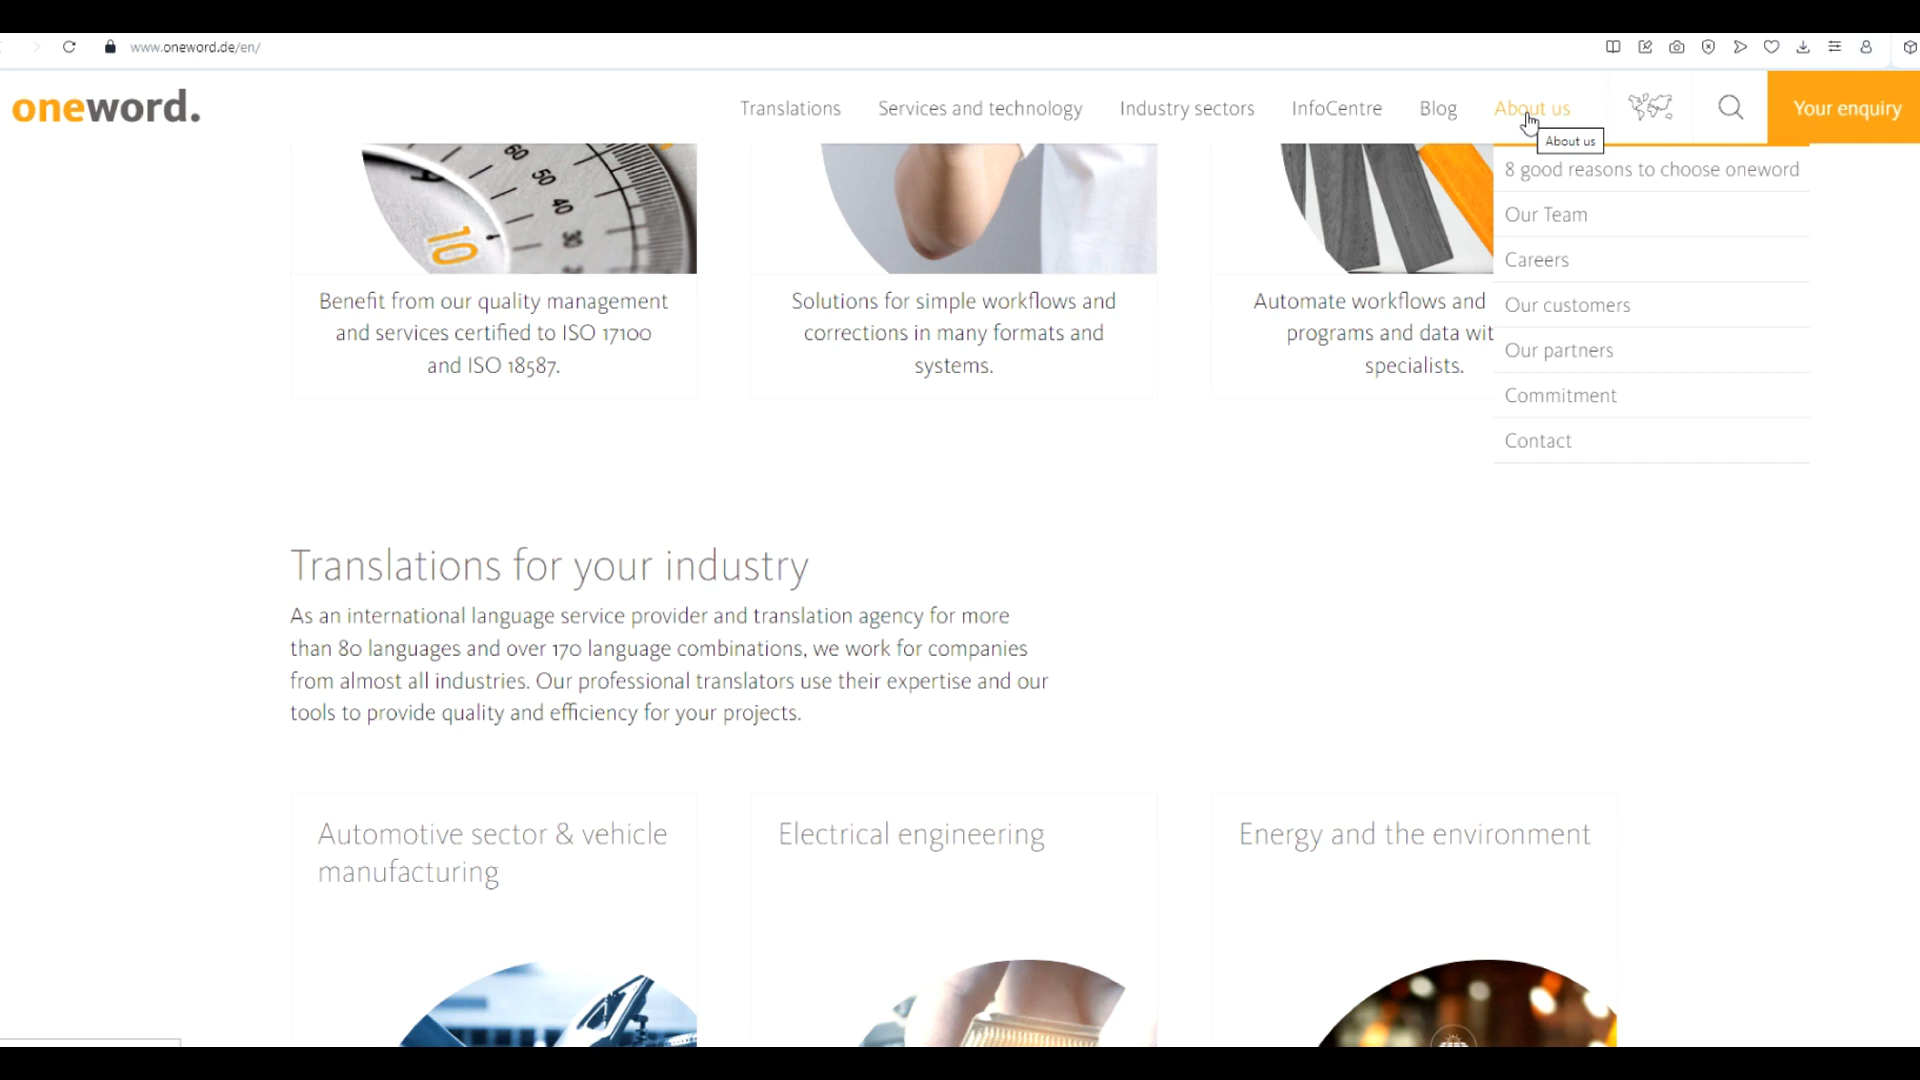 www.oneword.de/en/
oneword.
Translations
Services and technology
Industry sectors
InfoCentre
Blog
About us
Your enquiry
About us
8 good reasons to choose oneword
Our Team
Careers
Our customers
Our partners
Commitment
Contact
60
50
40
30
10
Benefit from our quality management
and services certified to ISO 17100
and ISO 18587.
Solutions for simple workflows and
corrections in many formats and
systems.
Automate workflows and
programs and data
specialists.
Translations for your industry
As an international language service provider and translation agency for more
than 80 languages and over 170 language combinations, we work for companies
from almost all industries. Our professional translators use their expertise and our
tools to provide quality and efficiency for your projects.
Automotive sector & vehicle
manufacturing
Electrical engineering
Energy and the environment